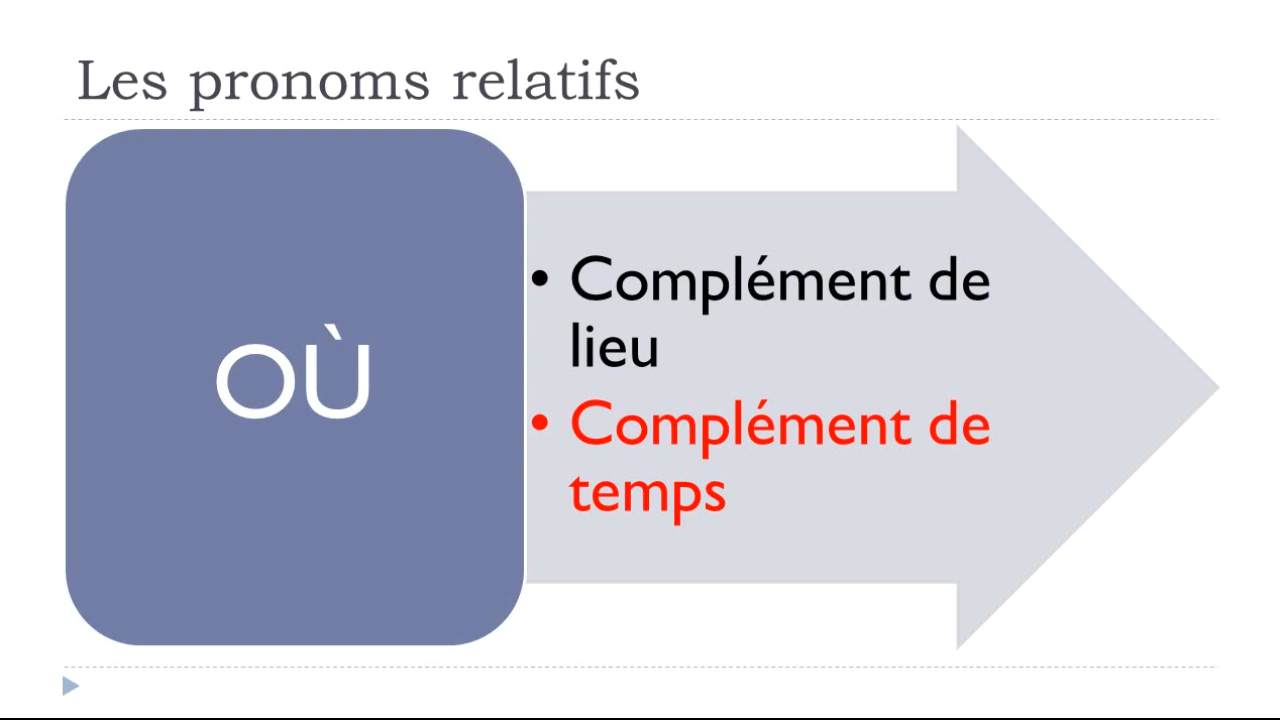 Les pronoms relatifs
OÙ
• Complément de
lieu
• Complément de
temps